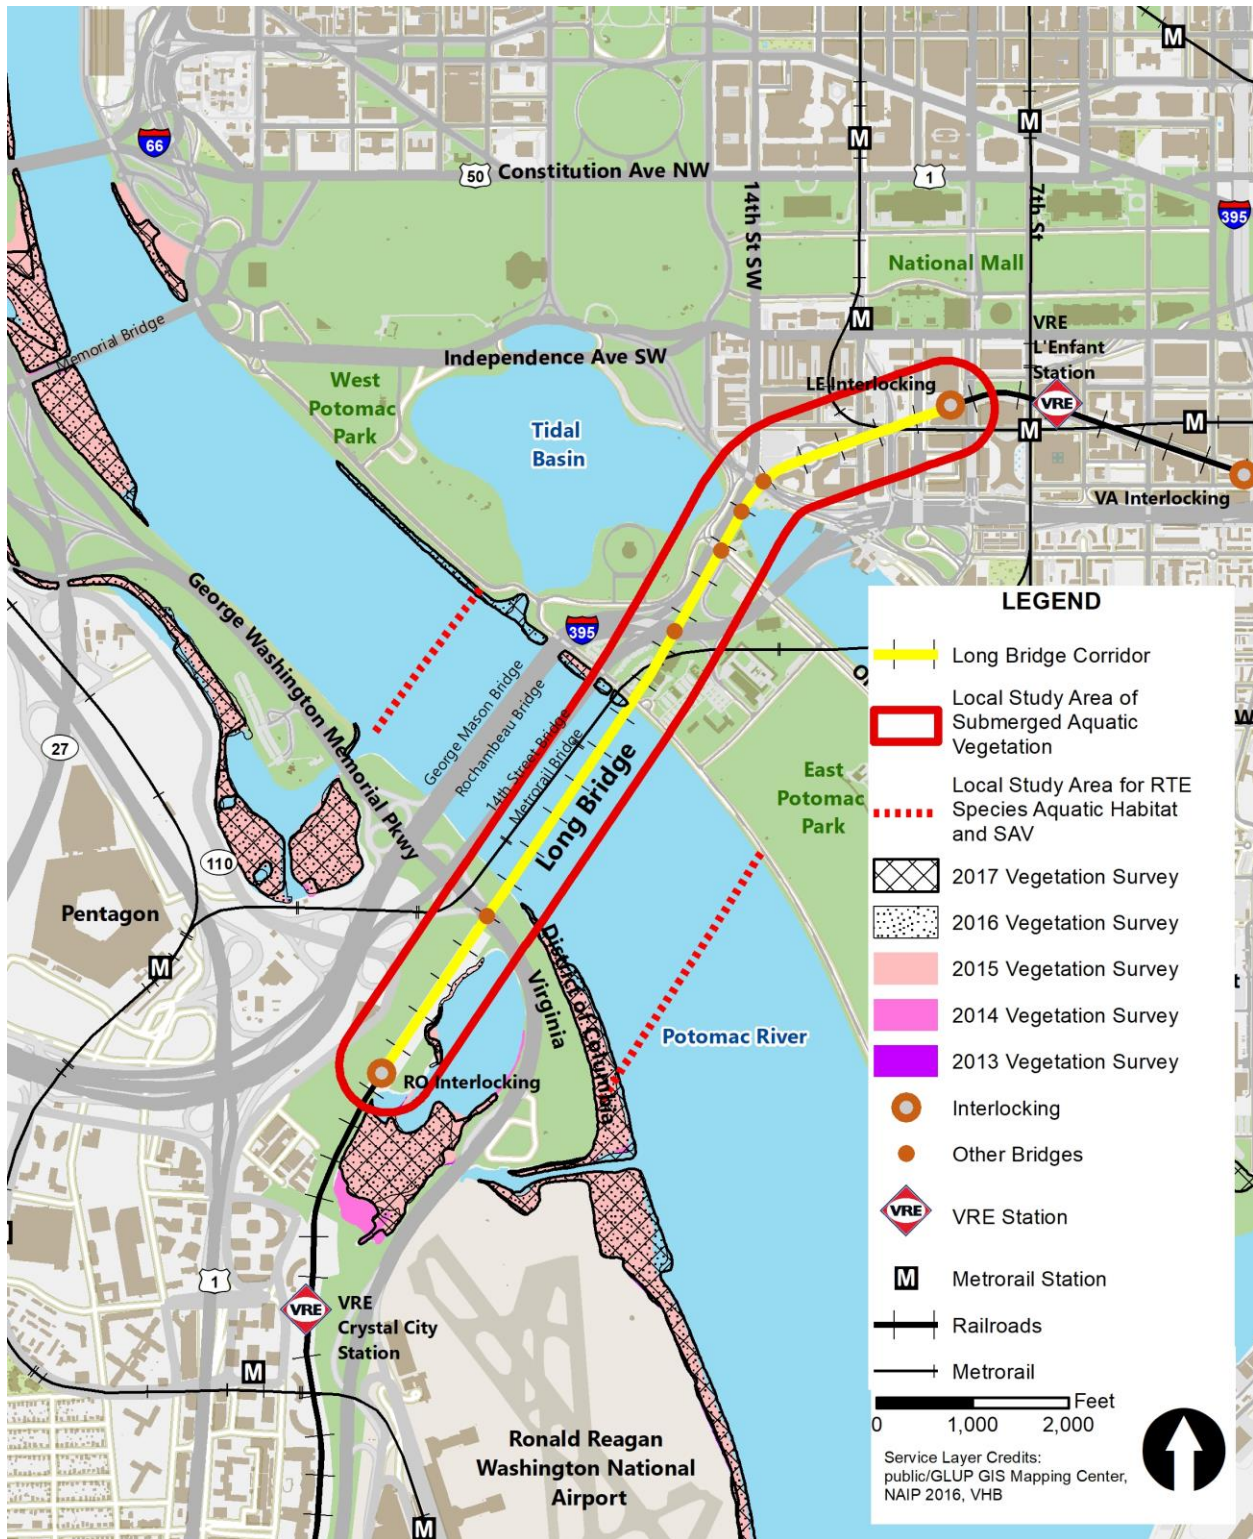 M
66
M
M
50
Constitution Ave NW
1
14th St SW
7th St
395
National Mall
M
Memorial Bridge
Independence Ave SW
VRE
L'Enfant
Station
West
Potomac
Park
LE Interlocking
VRE
M
M
Tidal
Basin
VA Interlocking
George Washington Memorial Pkwy
395
George Mason Bridge
Rochambeau Bridge
14th Street Bridge
Metrorail Bridge
Long Bridge
27
110
East
Potomac
Park
Pentagon
M
District of Columbia
Virginia
Potomac River
RO Interlocking
1
VRE
VRE
Crystal City
Station
M
Ronald Reagan
Washington National
Airport
M
LEGEND
Long Bridge Corridor
Local Study Area of
Submerged Aquatic
Vegetation
Local Study Area for RTE
Species Aquatic Habitat
and SAV
2017 Vegetation Survey
2016 Vegetation Survey
2015 Vegetation Survey
2014 Vegetation Survey
2013 Vegetation Survey
Interlocking
Other Bridges
VRE
VRE Station
M
Metrorail Station
Railroads
Metrorail
Feet
0 1,000 2,000
Service Layer Credits:
public/GLUP GIS Mapping Center,
NAIP 2016, VHB